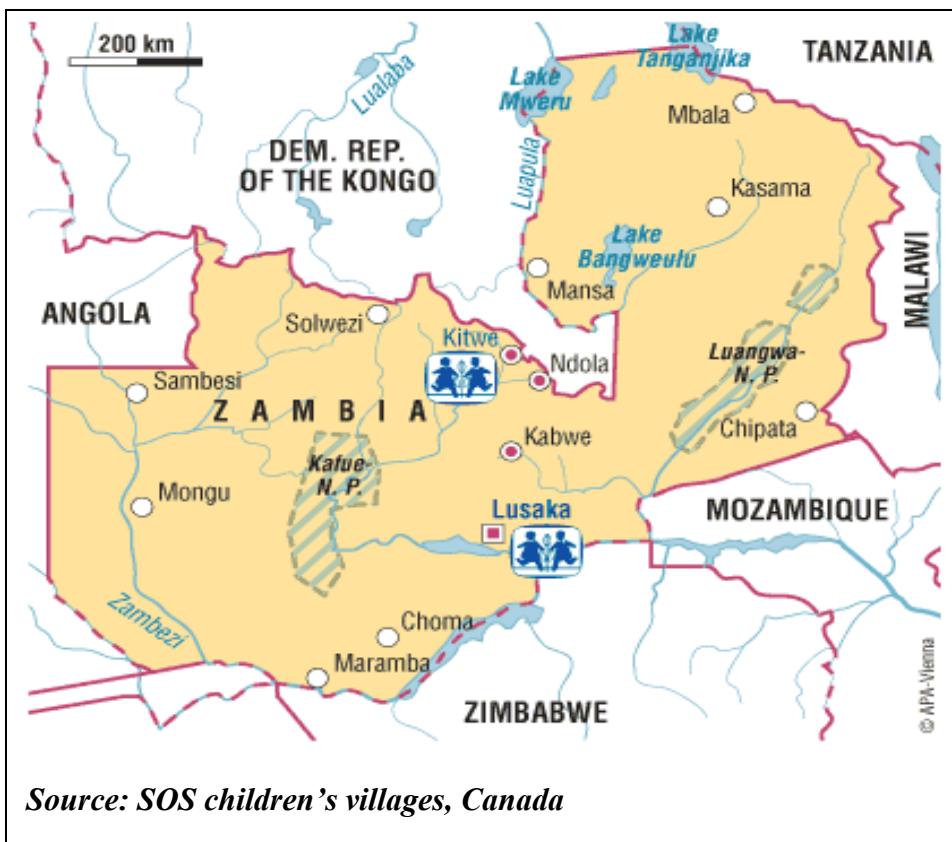 200 km
Lake
Tanganjika
TANZANIA
Lake
Mweru
Lualaba
Mbala
DEM. REP.
OF THE KONGO
Luapula
Kasama
MALAWI
Lake
Bangweulu
Mansa
ANGOLA
Solwezi
Kitwe
Ndola
Luangwa-
N. P.
Sambesi
ZAMBIA
Chipata
Kabwe
Kafue-
N. P.
Mongu
Lusaka
MOZAMBIQUE
Zambezi
Choma
Maramba
ZIMBABWE
© APA-Vienna
Source: SOS children’s villages, Canada